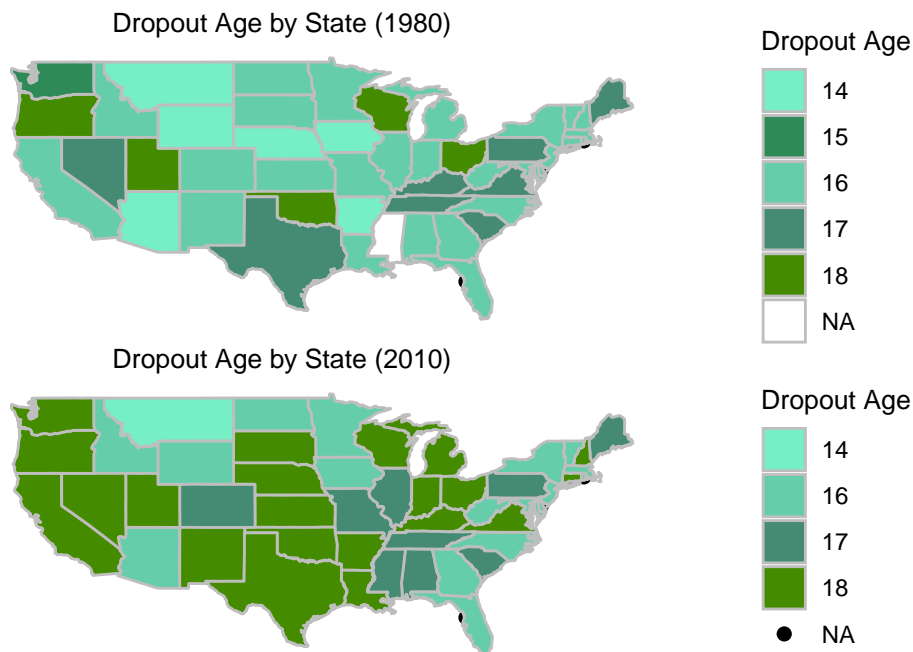 Dropout Age by State (1980)
Dropout Age
14
15
16
17
18
NA
Dropout Age by State (2010)
Dropout Age
14
16
17
18
NA